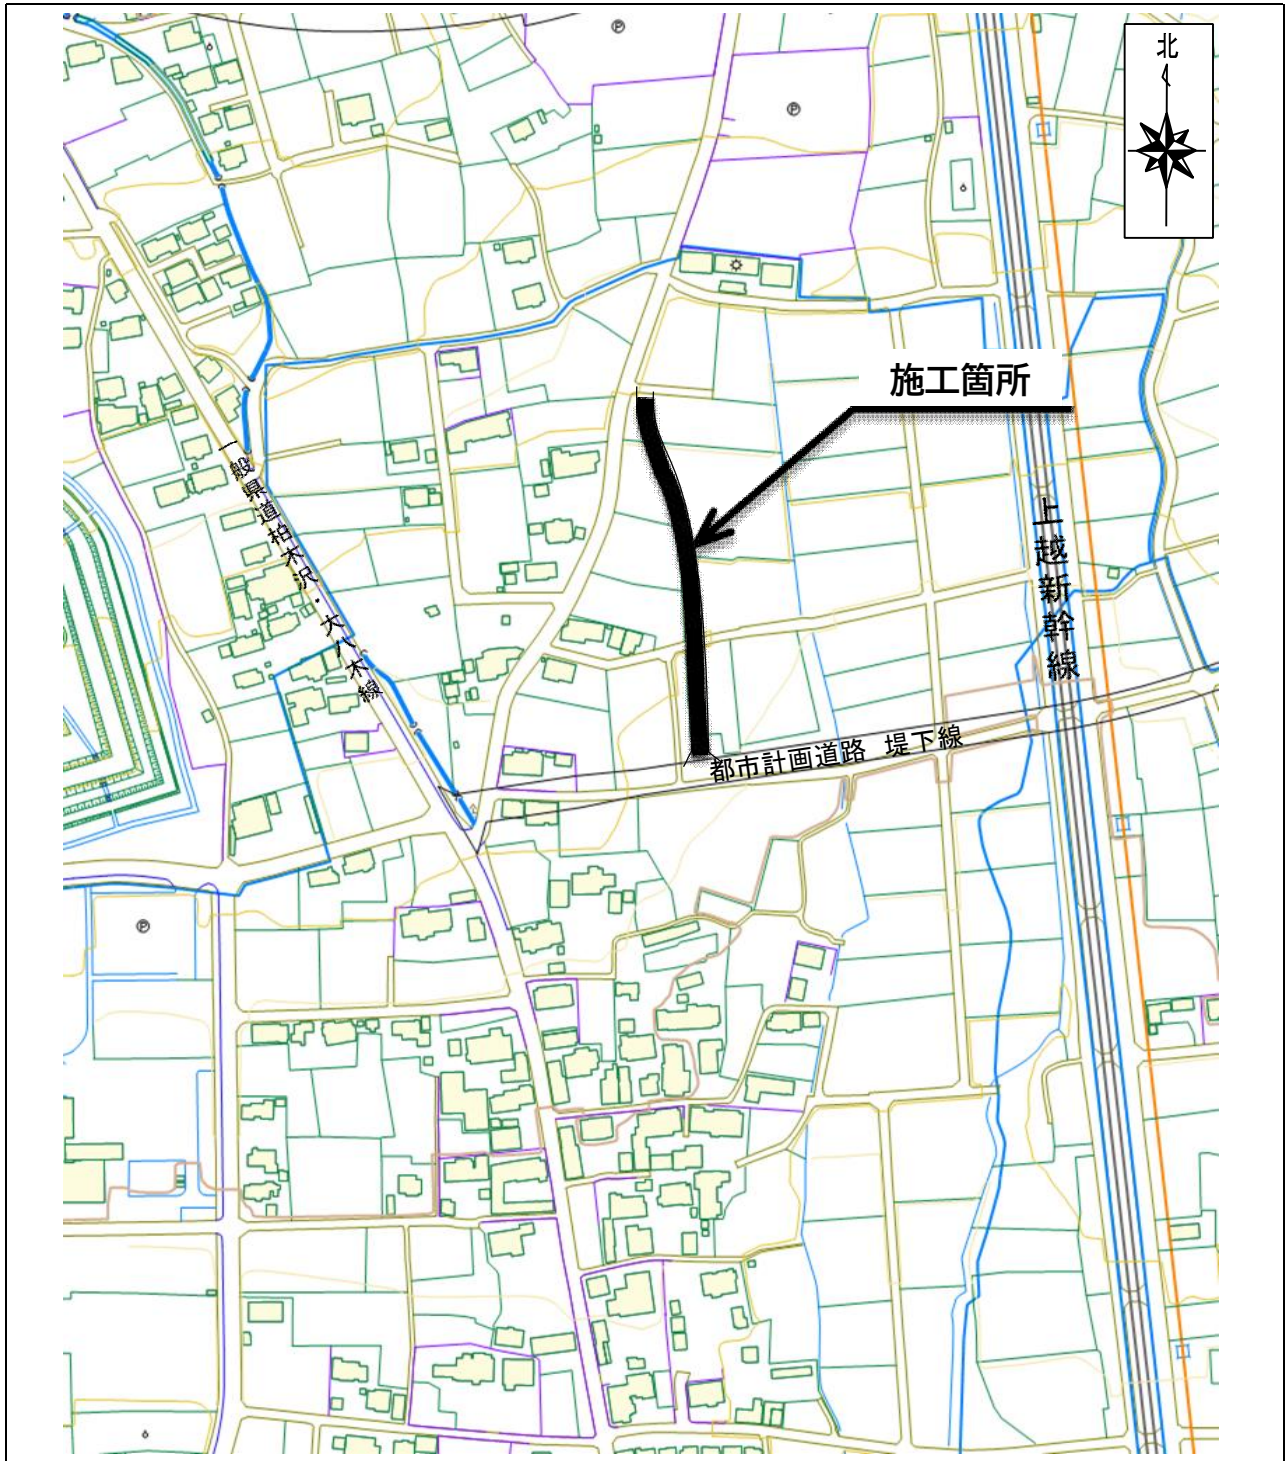 北
施工箇所
一般県道柏木沢・大八木線
上越新幹線
都市計画道路 堤下線